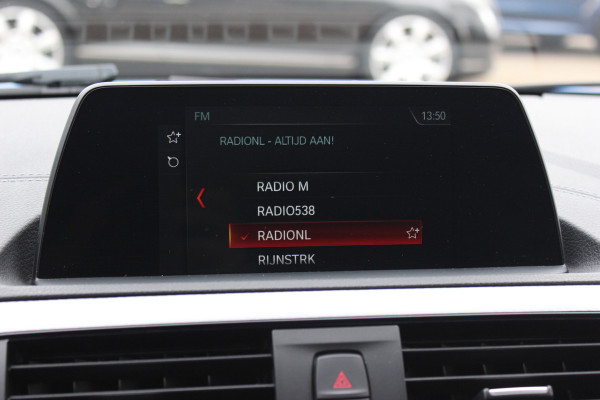 FM 13:50
RADIONL - ALTIJD AAN!
RADIO M
RADIO538
RADIONL
RIJNSTRK